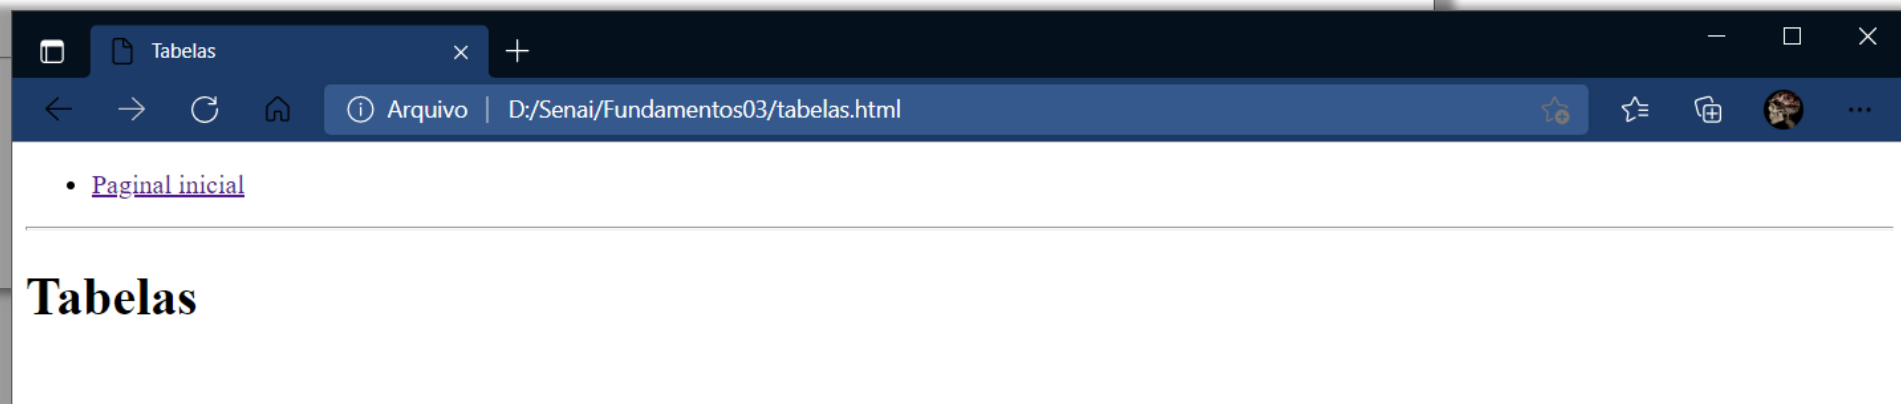 Tabelas
Arquivo | D:/Senai/Fundamentos03/tabelas.html
Paginal inicial
Tabelas